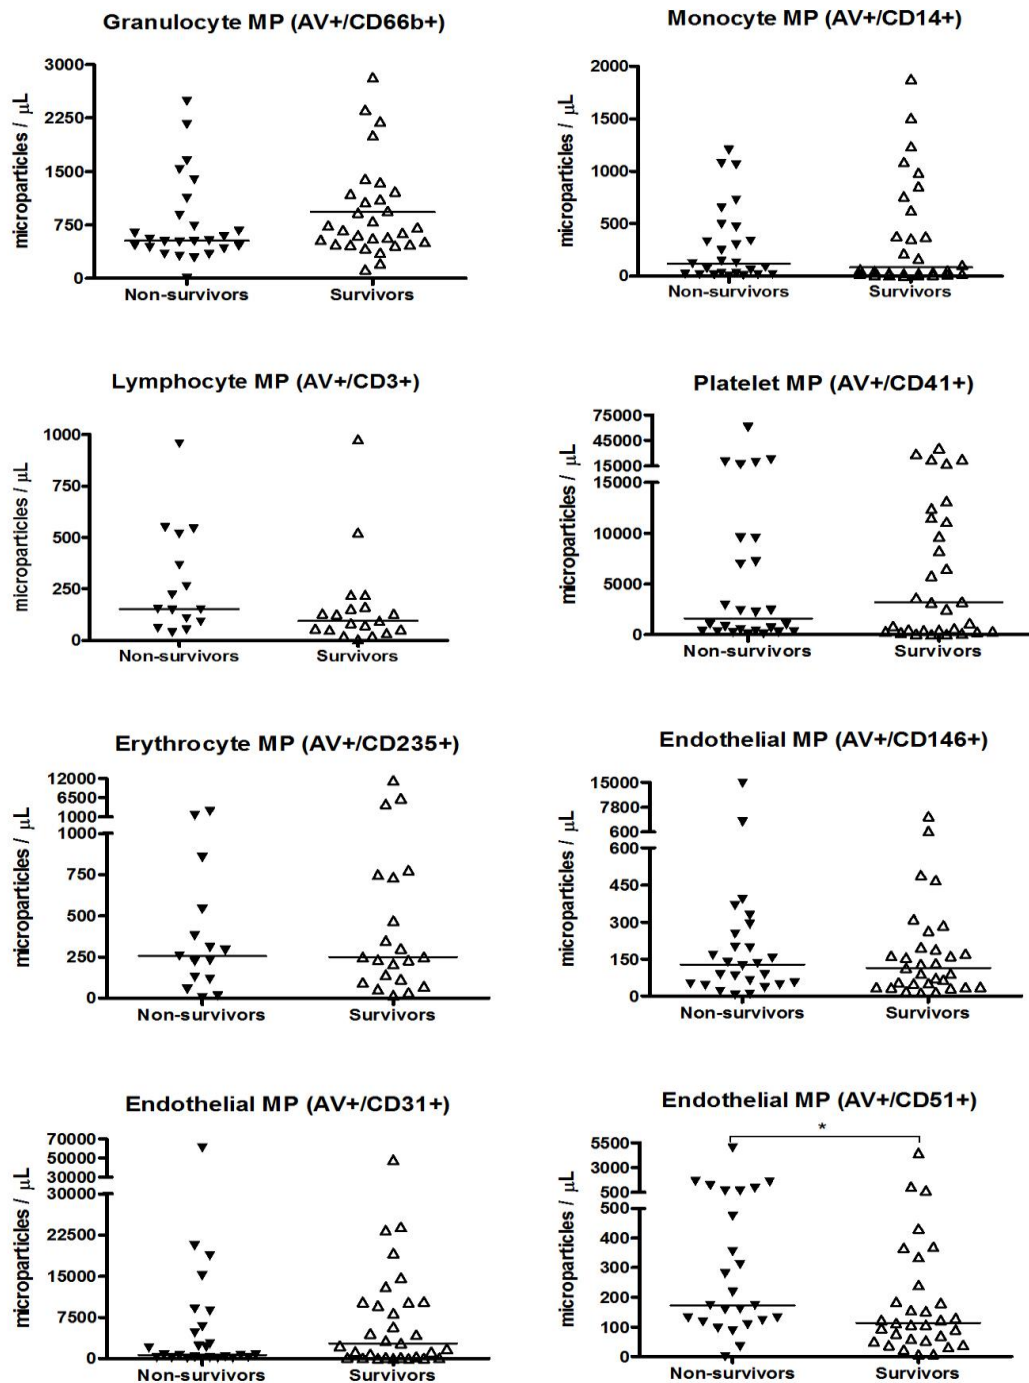 Granulocyte MP (AV+/CD66b+)
microparticles / μL
3000
2250
1500
750
0
Non-survivors
Survivors
Monocyte MP (AV+/CD14+)
microparticles / μL
2000
1500
1000
500
0
Non-survivors
Survivors
Lymphocyte MP (AV+/CD3+)
microparticles / μL
1000
750
500
250
0
Non-survivors
Survivors
Platelet MP (AV+/CD41+)
microparticles / μL
75000
45000
15000
15000
10000
5000
0
Non-survivors
Survivors
Erythrocyte MP (AV+/CD235+)
microparticles / μL
12000
6500
1000
1000
750
500
250
0
Non-survivors
Survivors
Endothelial MP (AV+/CD146+)
microparticles / μL
15000
7800
600
600
450
300
150
0
Non-survivors
Survivors
Endothelial MP (AV+/CD31+)
microparticles / μL
70000
50000
30000
30000
22500
15000
7500
0
Non-survivors
Survivors
Endothelial MP (AV+/CD51+)
*
microparticles / μL
5500
3000
500
500
400
300
200
100
0
Non-survivors
Survivors